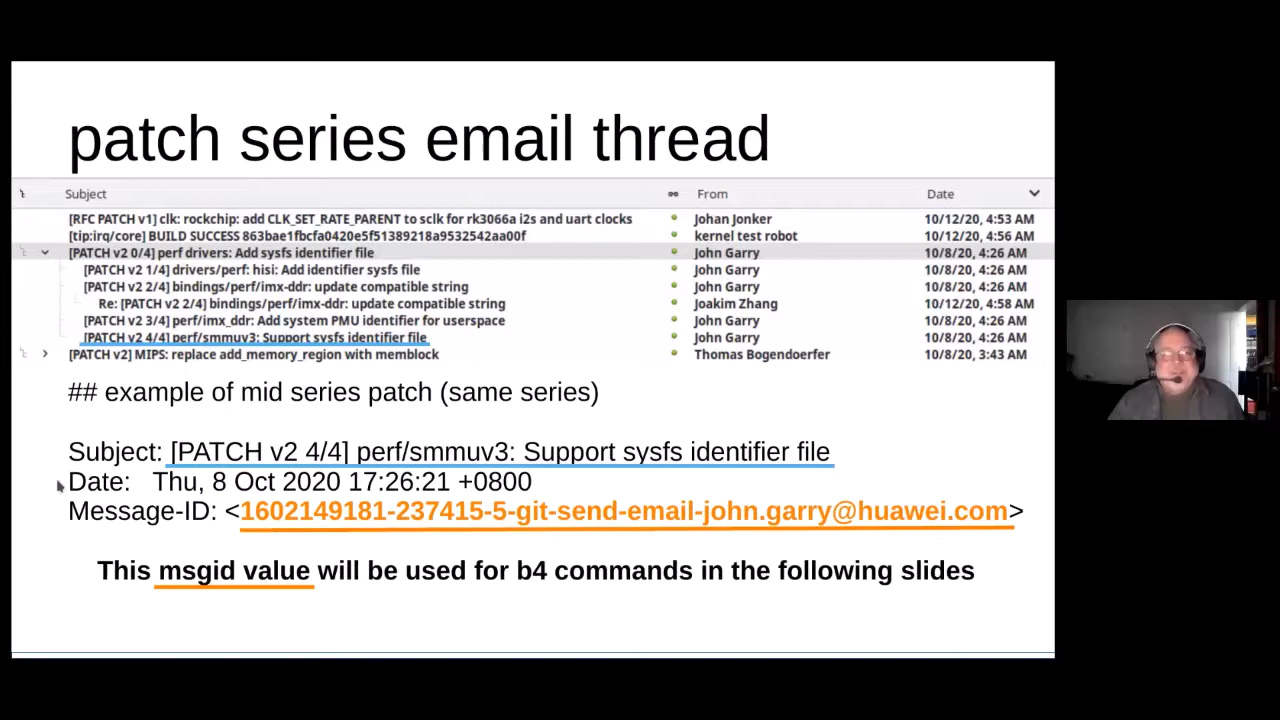 patch series email thread
Subject From Date
[RFC PATCH v1] clk: rockchip: add CLK_SET_RATE_PARENT to sclk for rk3066a i2s and uart clocks Johan Jonker 10/12/20, 4:53 AM
[tip:irq/core] BUILD SUCCESS 863bae1fbcfa0420e5f51389218a9532542aa00f kernel test robot 10/12/20, 4:56 AM
[PATCH v2 0/4] perf drivers: Add sysfs identifier file John Garry 10/8/20, 4:26 AM
[PATCH v2 1/4] drivers/perf: hisi: Add identifier sysfs file John Garry 10/8/20, 4:26 AM
[PATCH v2 2/4] bindings/perf/imx-ddr: update compatible string John Garry 10/8/20, 4:26 AM
Re: [PATCH v2 2/4] bindings/perf/imx-ddr: update compatible string Joakim Zhang 10/12/20, 4:58 AM
[PATCH v2 3/4] perf/imx_ddr: Add system PMU identifier for userspace John Garry 10/8/20, 4:26 AM
[PATCH v2 4/4] perf/smmuv3: Support sysfs identifier file John Garry 10/8/20, 4:26 AM
[PATCH v2] MIPS: replace add_memory_region with memblock Thomas Bogendoerfer 10/8/20, 3:43 AM
## example of mid series patch (same series)
Subject: [PATCH v2 4/4] perf/smmuv3: Support sysfs identifier file
Date: Thu, 8 Oct 2020 17:26:21 +0800
Message-ID: <1602149181-237415-5-git-send-email-john.garry@huawei.com>
This msgid value will be used for b4 commands in the following slides